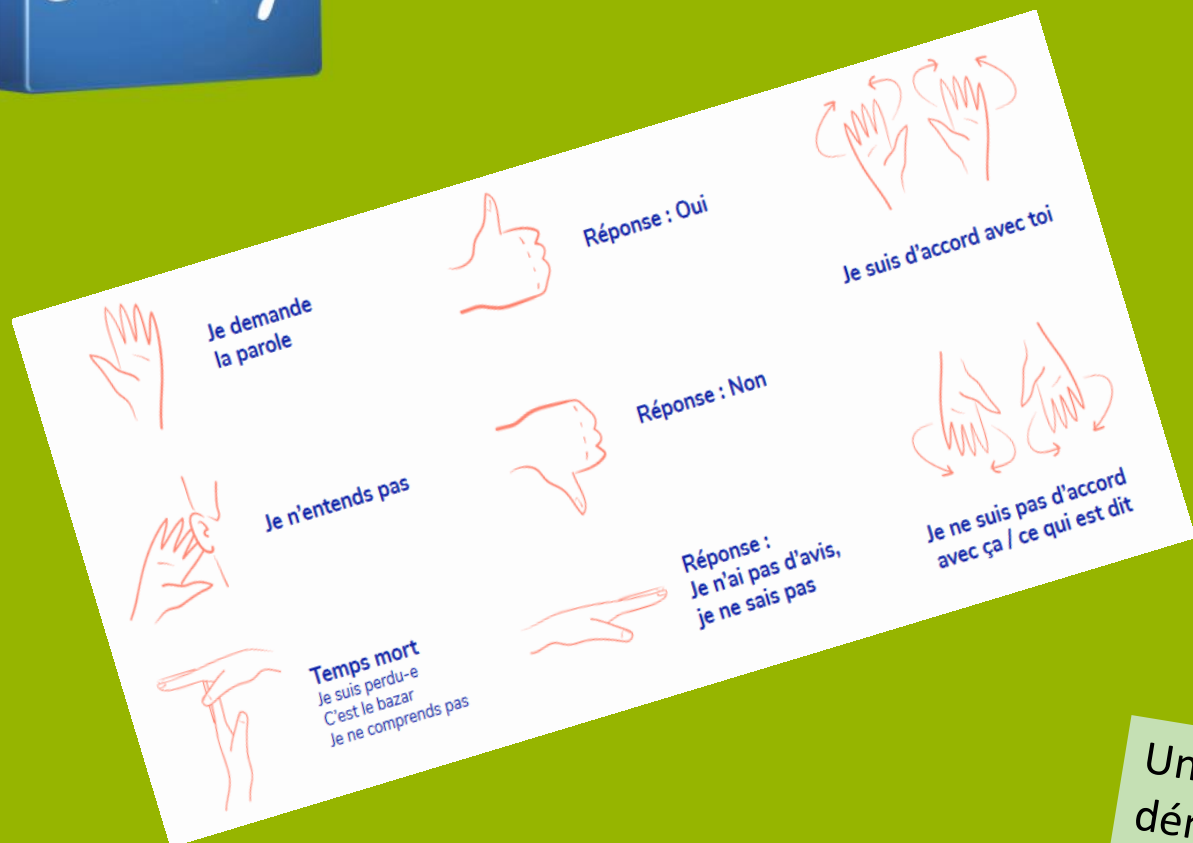 Je demande
la parole
Je n'entends pas
Temps mort
Je suis perdu-e
C'est le bazar
Je ne comprends pas
Réponse : Oui
Réponse : Non
Réponse :
Je n'ai pas d'avis,
je ne sais pas
Je suis d'accord avec toi
Je ne suis pas d'accord
avec ça / ce qui est dit